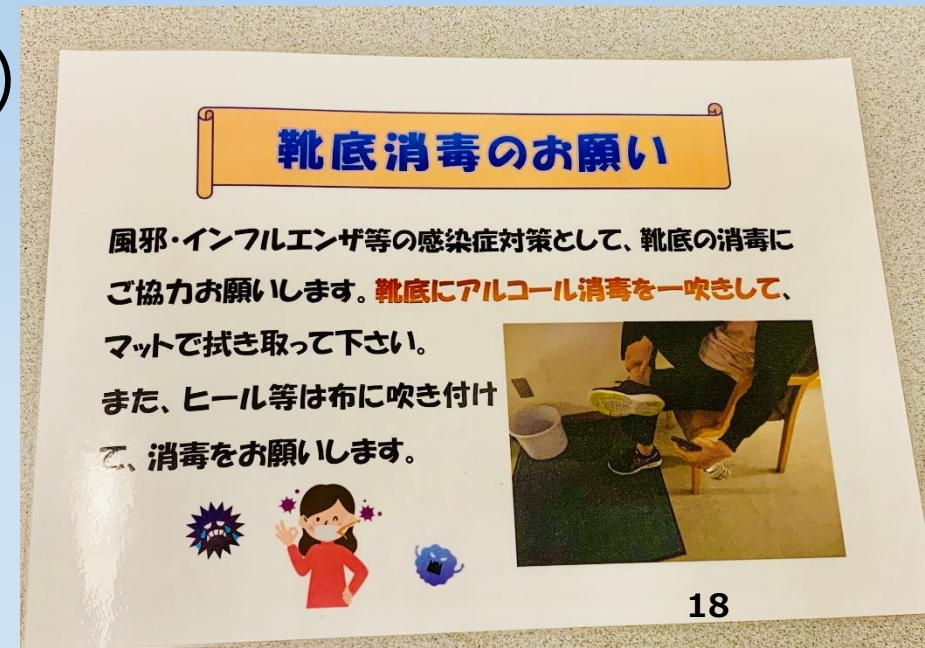 )
靴底消毒のお願い
風邪・インフルエンザ等の感染症対策として、靴底の消毒に
ご協力お願いします。靴底にアルコール消毒を一吹きして、
マットで拭き取って下さい。
また、ヒール等は布に吹き付け
て、消毒をお願いします。
18